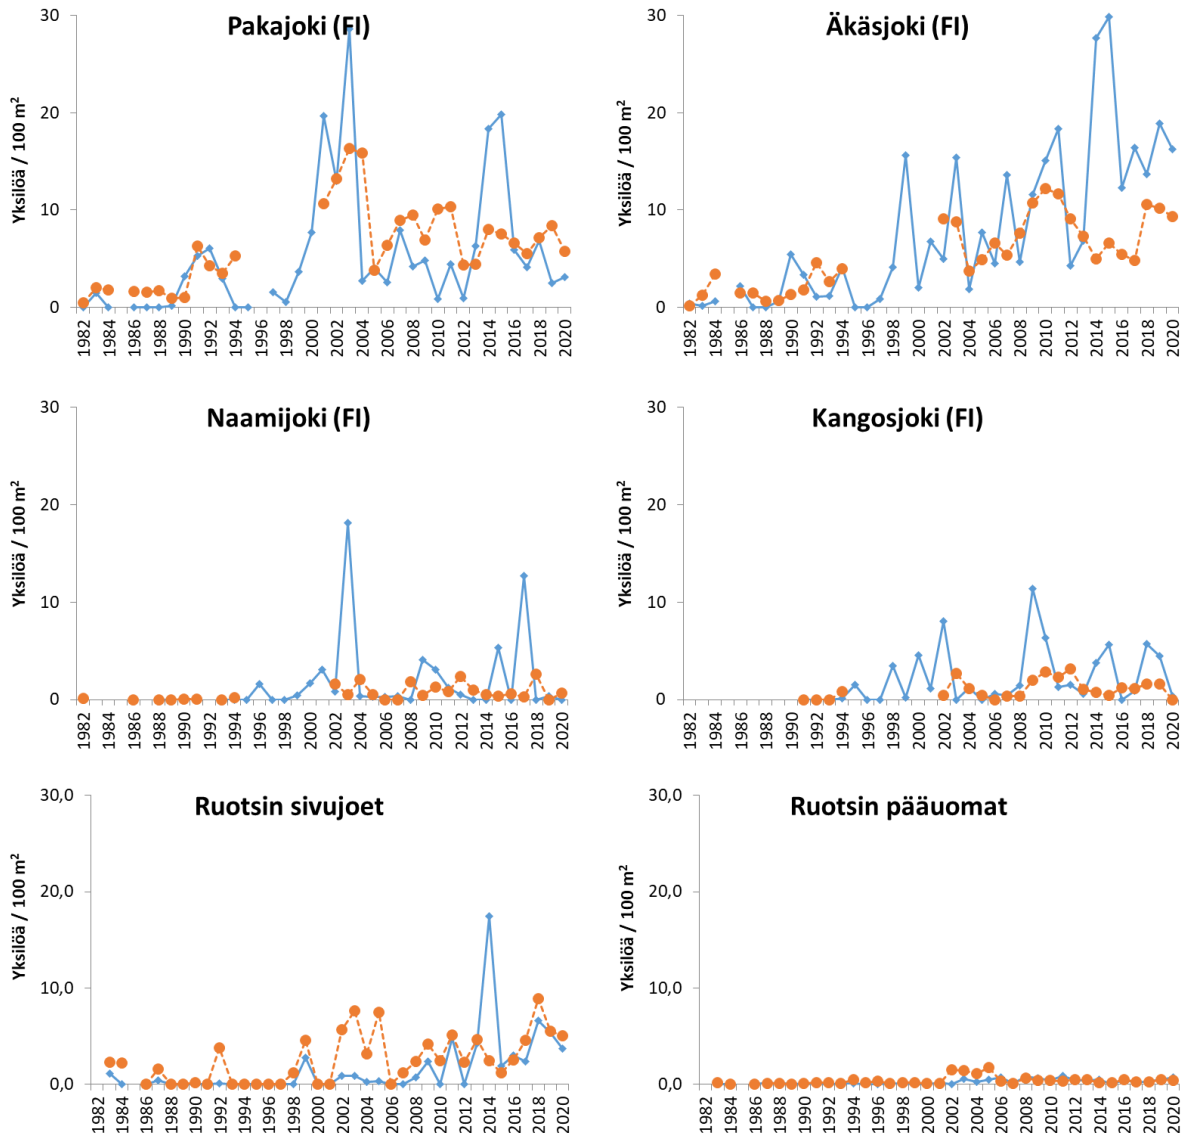 Pakajoki (FI)
Yksilöä / 100 m²
30
20
10
0
1982 1984 1986 1988 1990 1992 1994 1996 1998 2000 2002 2004 2006 2008 2010 2012 2014 2016 2018 2020
Äkäsjoki (FI)
Yksilöä / 100 m²
30
20
10
0
1982 1984 1986 1988 1990 1992 1994 1996 1998 2000 2002 2004 2006 2008 2010 2012 2014 2016 2018 2020
Naamijoki (FI)
Yksilöä / 100 m²
30
20
10
0
1982 1984 1986 1988 1990 1992 1994 1996 1998 2000 2002 2004 2006 2008 2010 2012 2014 2016 2018 2020
Kangosjoki (FI)
Yksilöä / 100 m²
30
20
10
0
1982 1984 1986 1988 1990 1992 1994 1996 1998 2000 2002 2004 2006 2008 2010 2012 2014 2016 2018 2020
Ruotsin sivujoet
Yksilöä / 100 m²
30,0
20,0
10,0
0,0
1982 1984 1986 1988 1990 1992 1994 1996 1998 2000 2002 2004 2006 2008 2010 2012 2014 2016 2018 2020
Ruotsin pääuomat
Yksilöä / 100 m²
30,0
20,0
10,0
0,0
1982 1984 1986 1988 1990 1992 1994 1996 1998 2000 2002 2004 2006 2008 2010 2012 2014 2016 2018 2020